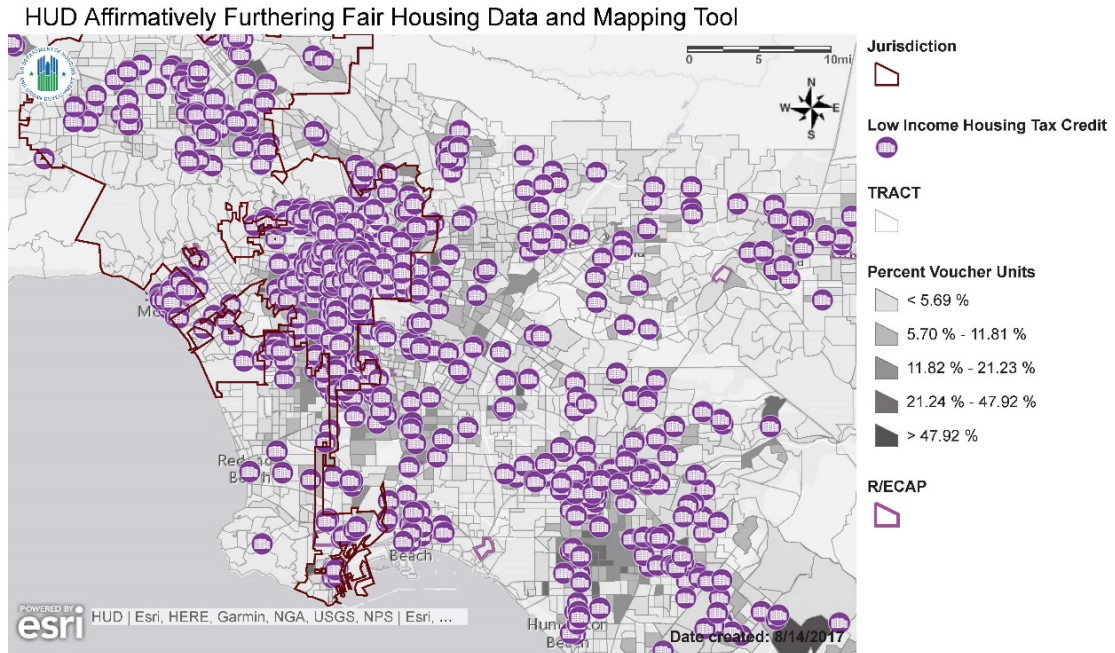 HUD Affirmatively Furthering Fair Housing Data and Mapping Tool
0 5 10mi
N
W E
S
Jurisdiction
Low Income Housing Tax Credit
TRACT
Percent Voucher Units
< 5.69 %
5.70 % - 11.81 %
11.82 % - 21.23 %
21.24 % - 47.92 %
> 47.92 %
R/ECAP
Beach
POWERED BY
esri
HUD | Esri, HERE, Garmin, NGA, USGS, NPS | Esri, ...
Date created: 8/14/2017